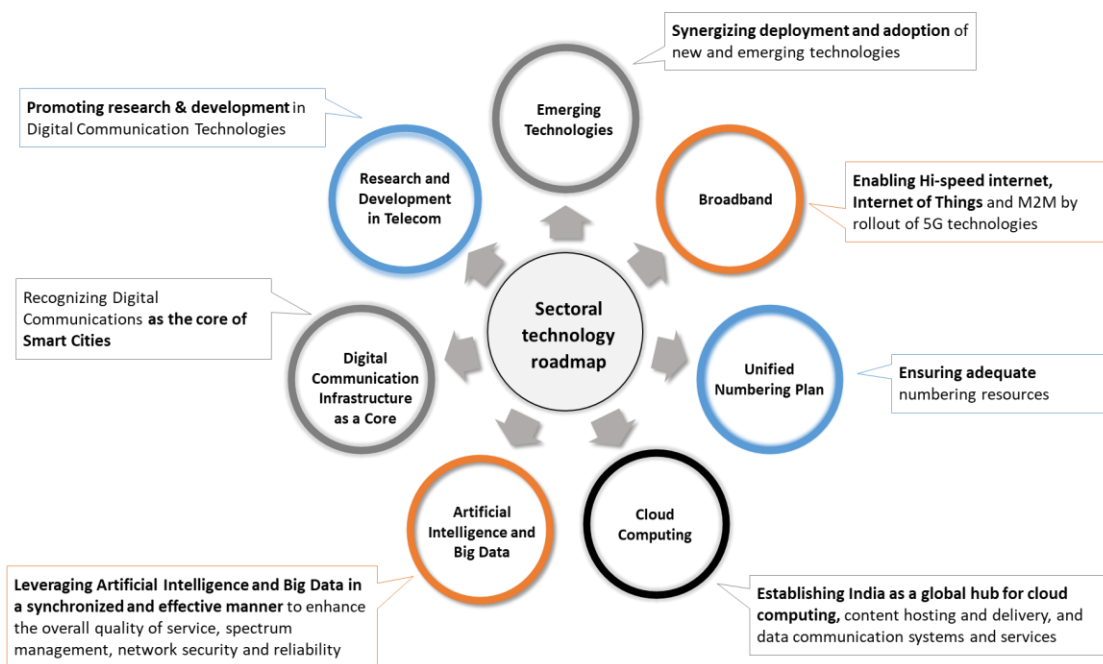 Synergizing deployment and adoption of
new and emerging technologies
Emerging
Technologies
Promoting research & development in
Digital Communication Technologies
Research and
Development
in Telecom
Broadband
Enabling Hi-speed internet,
Internet of Things and M2M by
rollout of 5G technologies
Sectoral
technology
roadmap
Recognizing Digital
Communications as the core of
Smart Cities
Digital
Communication
Infrastructure
as a Core
Unified
Numbering Plan
Ensuring adequate
numbering resources
Artificial
Intelligence and
Big Data
Cloud
Computing
Leveraging Artificial Intelligence and Big Data in
a synchronized and effective manner to enhance
the overall quality of service, spectrum
management, network security and reliability
Establishing India as a global hub for cloud
computing, content hosting and delivery, and
data communication systems and services